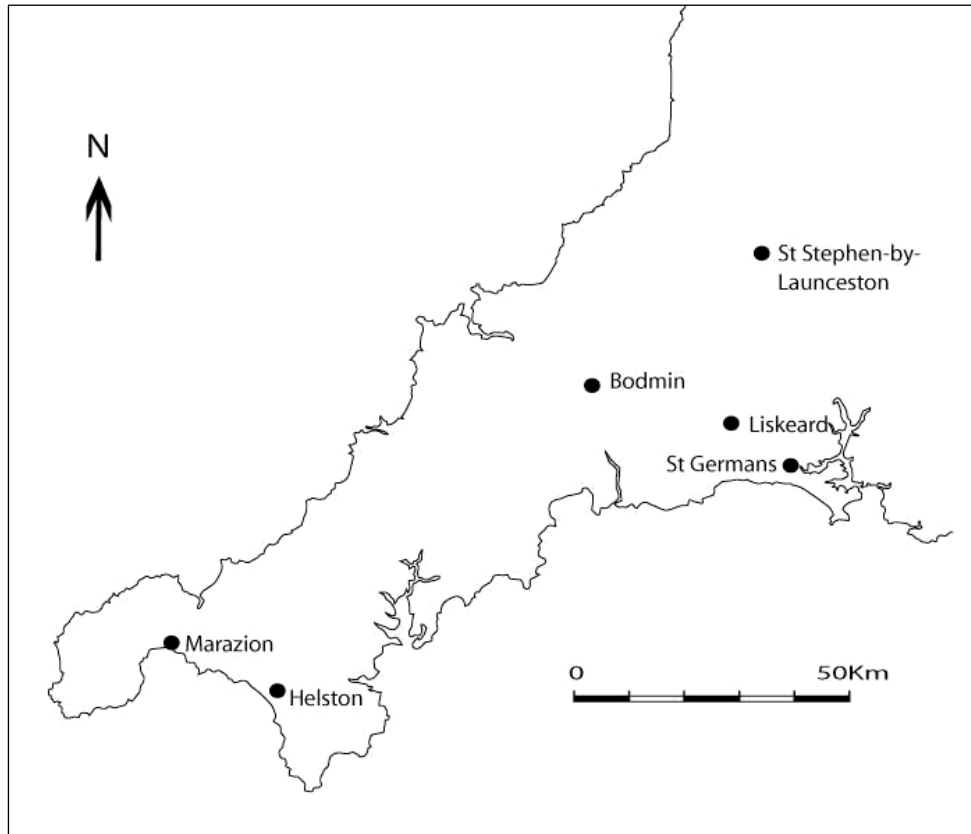 N
St Stephen-by-
Launceston
Bodmin
Liskeard
St Germans
Marazion
0 50Km
Helston